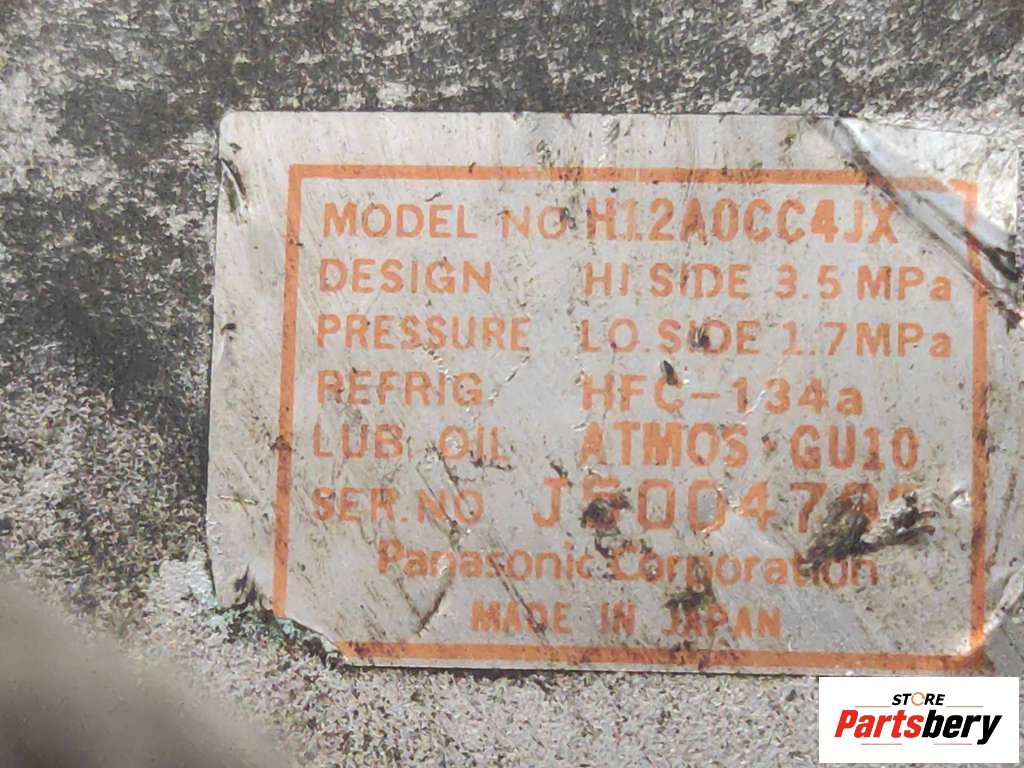 MODEL NO. H12A0CC4JX
DESIGN HI.SIDE 3.5 MPa
PRESSURE LO.SIDE 1.7MPa
REFRIG. HFC-134a
LUB. OIL ATMOS GU10
SER.NO
Panasonic Corporation
MADE IN JAPAN
STORE
Partsbery